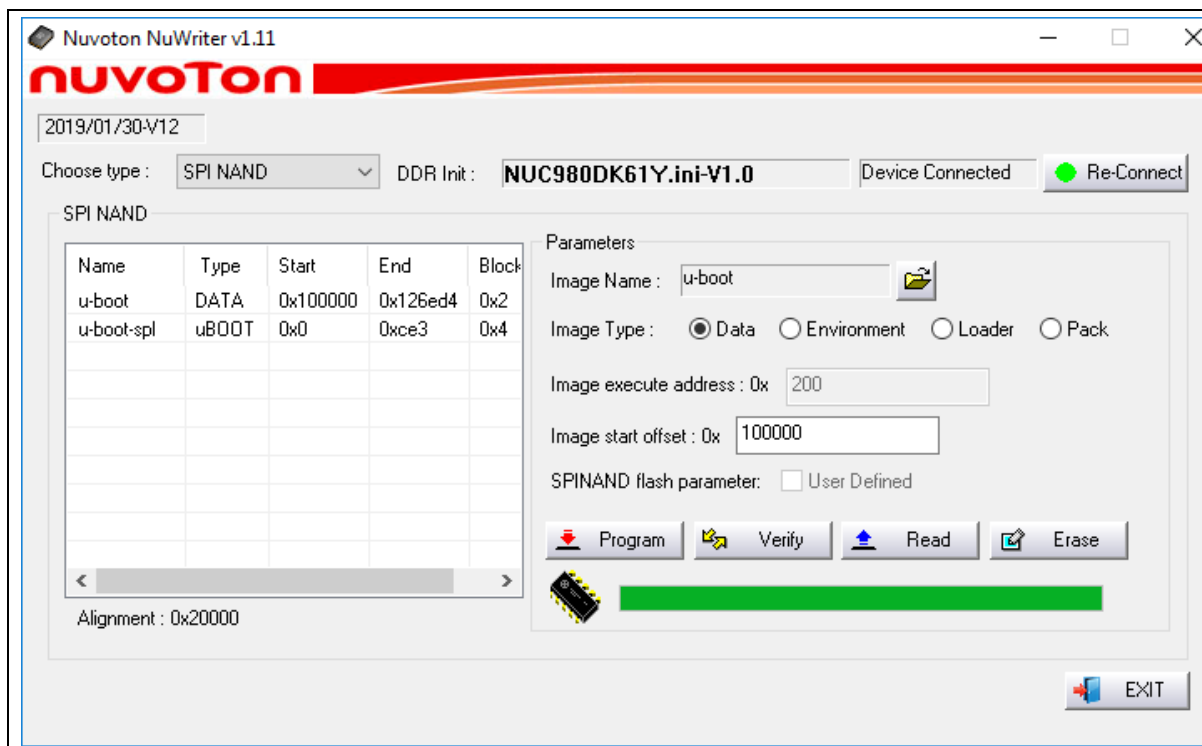 Nuvoton NuWriter v1.11
nuvoTon
2019/01/30-V12
Choose type : SPI NAND DDR Init : NUC980DK61Y.ini-V1.0 Device Connected Re-Connect
SPI NAND
Name Type Start End Block
u-boot DATA 0x100000 0x126ed4 0x2
u-boot-spl uBOOT 0x0 0xce3 0x4
Alignment : 0x20000
Parameters
Image Name : u-boot
Image Type : Data Environment Loader Pack
Image execute address : 0x 200
Image start offset : 0x 100000
SPINAND flash parameter: User Defined
Program Verify Read Erase
EXIT